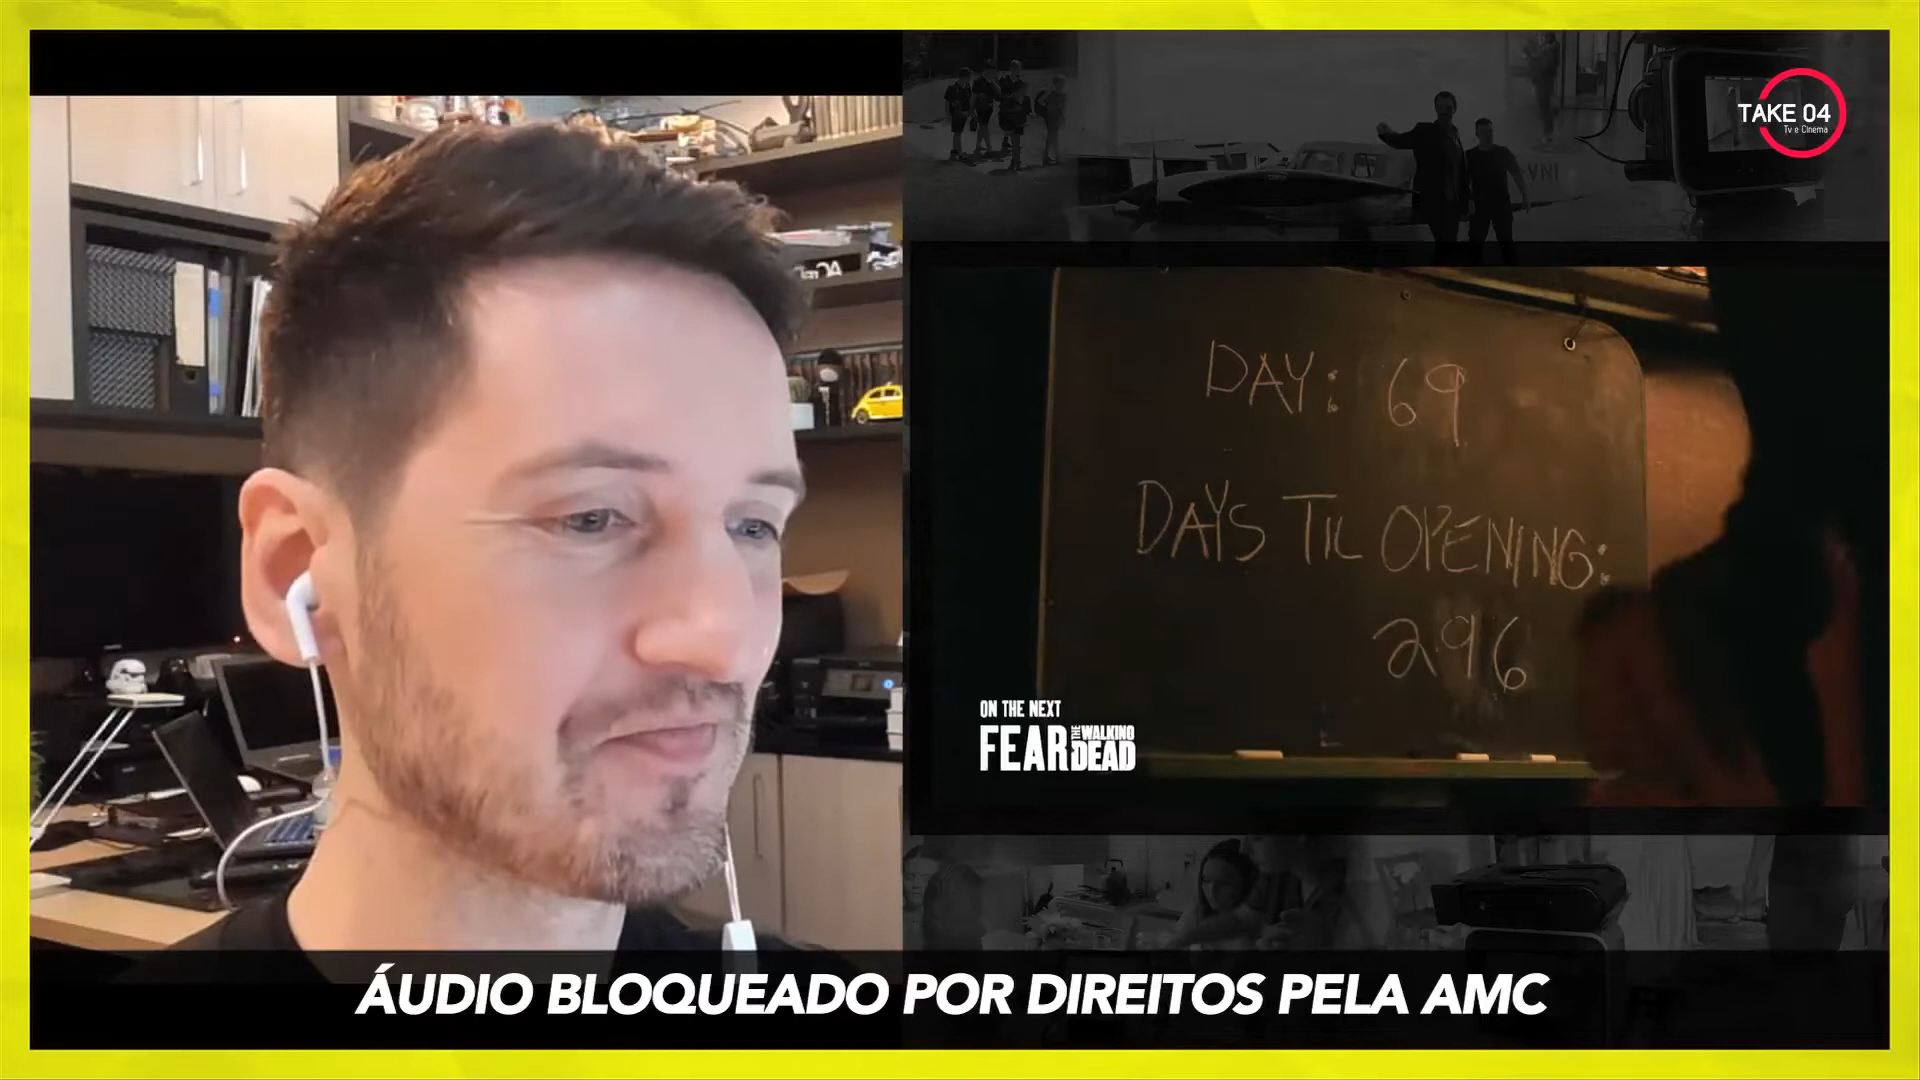 TAKE 04
Tv e Cinema
VNI
DAY: 69
DAYS TIL OPENING:
296
ON THE NEXT
FEAR THE WALKING DEAD
ÁUDIO BLOQUEADO POR DIREITOS PELA AMC